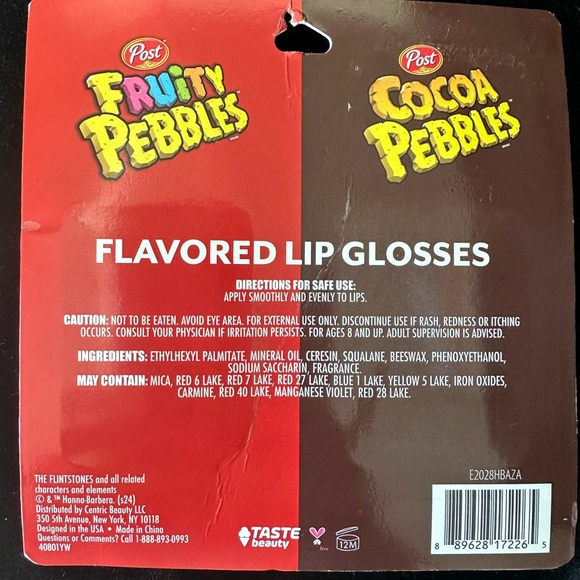 Post
FRUITY
PEBBLES
Post
COCOA
PEBBLES
FLAVORED LIP GLOSSES
DIRECTIONS FOR SAFE USE:
APPLY SMOOTHLY AND EVENLY TO LIPS.
CAUTION: NOT TO BE EATEN. AVOID EYE AREA. FOR EXTERNAL USE ONLY. DISCONTINUE USE IF RASH, REDNESS OR ITCHING
OCCURS. CONSULT YOUR PHYSICIAN IF IRRITATION PERSISTS. FOR AGES 8 AND UP. ADULT SUPERVISION IS ADVISED.
INGREDIENTS: ETHYLHEXYL PALMITATE, MINERAL OIL, CERESIN, SQUALANE, BEESWAX, PHENOXYETHANOL,
SODIUM SACCHARIN, FRAGRANCE.
MAY CONTAIN: MICA, RED 6 LAKE, RED 7 LAKE, RED 27 LAKE, BLUE 1 LAKE, YELLOW 5 LAKE, IRON OXIDES,
CARMINE, RED 40 LAKE, MANGANESE VIOLET, RED 28 LAKE.
THE FLINTSTONES and all related
characters and elements
© & ™ Hanna-Barbera. (s24)
Distributed by Centric Beauty LLC
350 5th Avenue, New York, NY 10118
Designed in the USA • Made in China
Questions or Comments? Call 1-888-893-0993
40801YW
TASTE
beauty
12M
E2028HBAZA
8 89628 17226 5